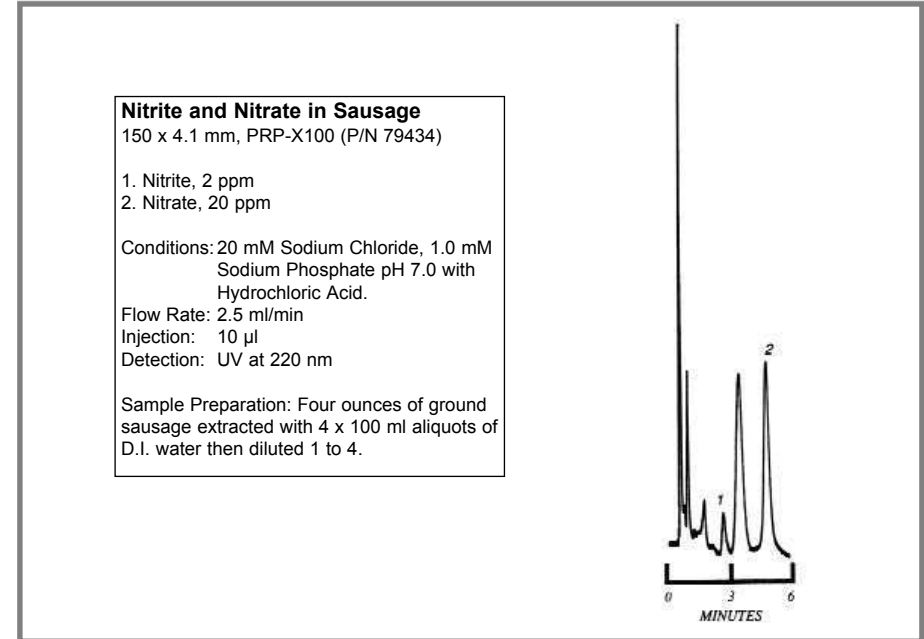 Nitrite and Nitrate in Sausage
150 x 4.1 mm, PRP-X100 (P/N 79434)
1. Nitrite, 2 ppm
2. Nitrate, 20 ppm
Conditions: 20 mM Sodium Chloride, 1.0 mM
Sodium Phosphate pH 7.0 with
Hydrochloric Acid.
Flow Rate: 2.5 ml/min
Injection: 10 µl
Detection: UV at 220 nm
Sample Preparation: Four ounces of ground
sausage extracted with 4 x 100 ml aliquots of
D.I. water then diluted 1 to 4.
2
1
0 3 6
MINUTES